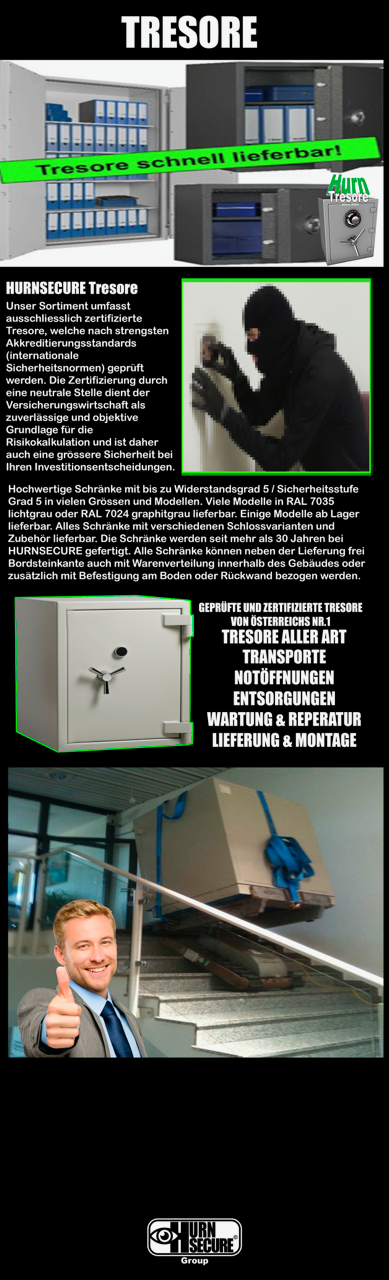 TRESORE
Tresore schnell lieferbar!
Hurn
Tresore
HURNSECURE Tresore
Unser Sortiment umfasst
ausschliesslich zertifizierte
Tresore, welche nach strengsten
Akkreditierungsstandards
(internationale
Sicherheitsnormen) geprüft
werden. Die Zertifizierung durch
eine neutrale Stelle dient der
Versicherungswirtschaft als
zuverlässige und objektive
Grundlage für die
Risikokalkulation und ist daher
auch eine grössere Sicherheit bei
Ihren Investitionsentscheidungen.
Hochwertige Schränke mit bis zu Widerstandsgrad 5 / Sicherheitsstufe
Grad 5 in vielen Grössen und Modellen. Viele Modelle in RAL 7035
lichtgrau oder RAL 7024 graphitgrau lieferbar. Einige Modelle ab Lager
lieferbar. Alles Schränke mit verschiedenen Schlossvarianten und
Zubehör lieferbar. Die Schränke werden seit mehr als 30 Jahren bei
HURNSECURE gefertigt. Alle Schränke können neben der Lieferung frei
Bordsteinkante auch mit Warenverteilung innerhalb des Gebäudes oder
zusätzlich mit Befestigung am Boden oder Rückwand bezogen werden.
GEPRÜFTE UND ZERTIFIZIERTE TRESORE
VON ÖSTERREICHS NR.1
TRESORE ALLER ART
TRANSPORTE
NOTÖFFNUNGEN
ENTSORGUNGEN
WARTUNG & REPERATUR
LIEFERUNG & MONTAGE
HURN
SECURE
Group